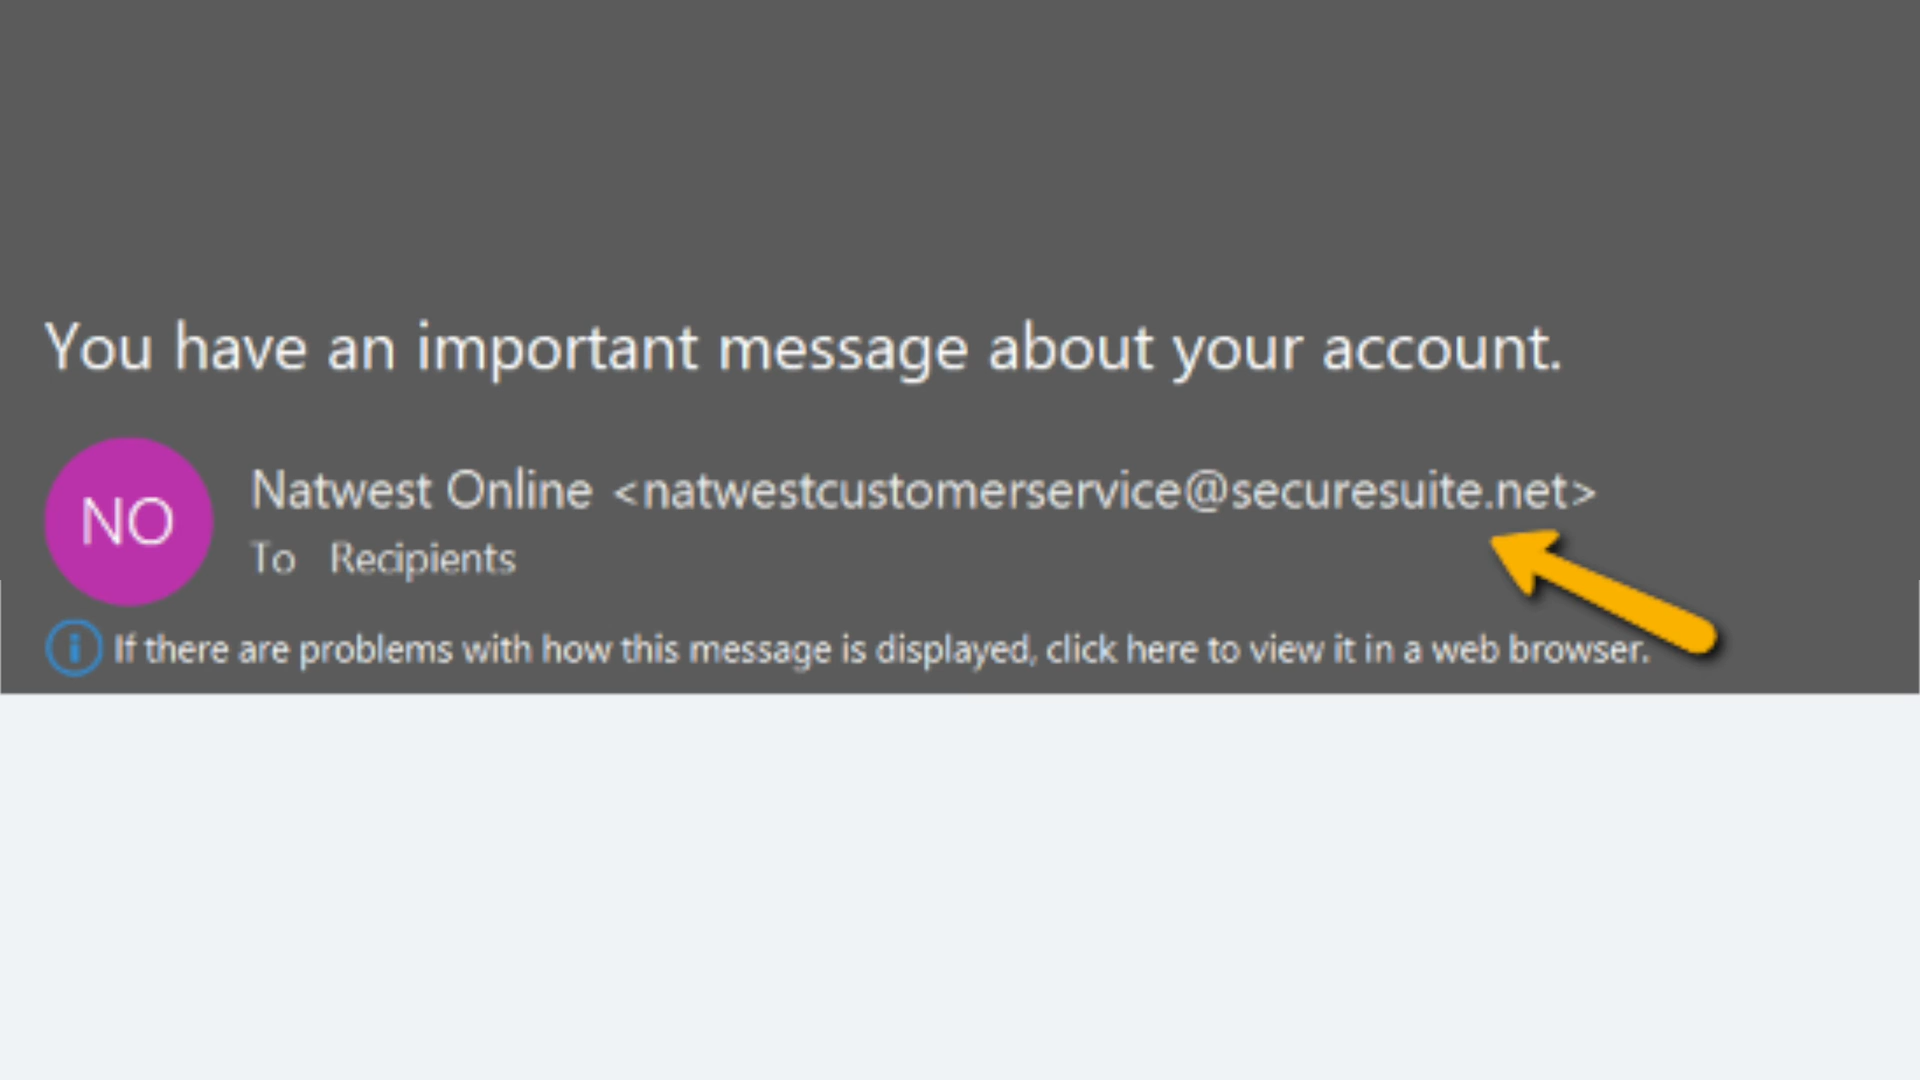 You have an important message about your account.
NO
Natwest Online <natwestcustomerservice@securesuite.net>
To Recipients
i
If there are problems with how this message is displayed, click here to view it in a web browser.